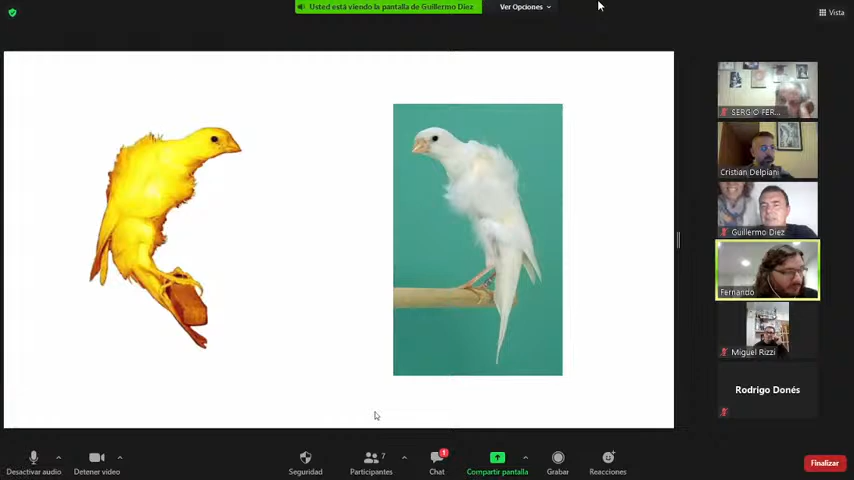 Usted está viendo la pantalla de Guillermo Diez
Ver Opciones
Vista
SERGIO FER...
Cristian Delpiani
Guillermo Diez
Fernando
Miguel Rizzi
Rodrigo Donés
Desactivar audio
Detener video
Seguridad
7
Participantes
1
Chat
Compartir pantalla
Grabar
Reacciones
Finalizar